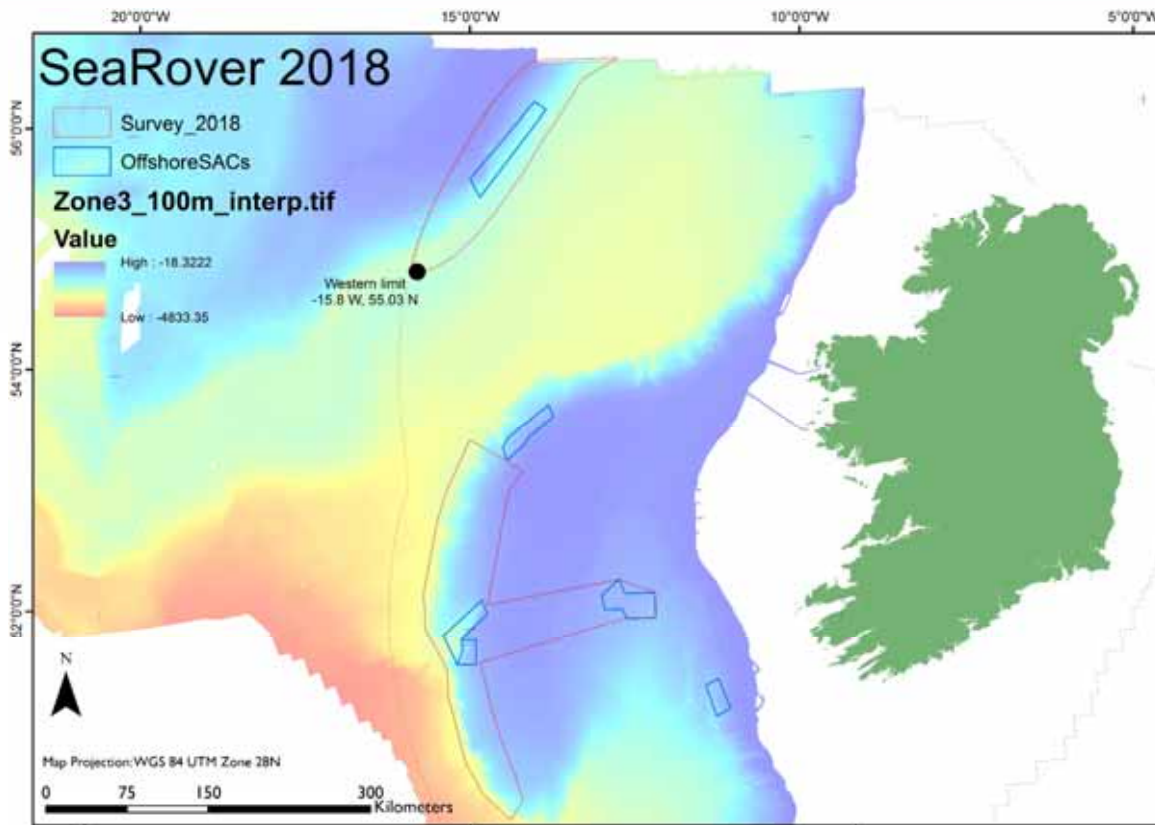 20°0'0"W 15°0'0"W 10°0'0"W 5°0'0"W
SeaRover 2018
Survey_2018
OffshoreSACs
Zone3_100m_interp.tif
Value
High : -18.3222
Low : -4833.35
Western limit
-15.8 W, 55.03 N
56°0'0"N
54°0'0"N
52°0'0"N
N
Map Projection: WGS 84 UTM Zone 28N
0 75 150 300
Kilometers